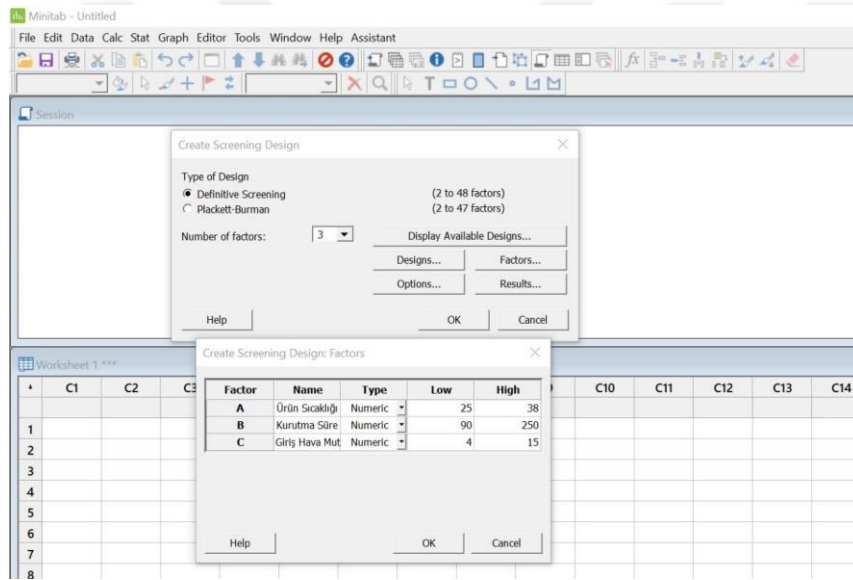 Minitab - Untitled
File Edit Data Calc Stat Graph Editor Tools Window Help Assistant
Session
Create Screening Design
Type of Design
Definitive Screening (2 to 48 factors)
Plackett-Burman (2 to 47 factors)
Number of factors: 3 Display Available Designs...
Designs... Factors...
Options... Results...
Help OK Cancel
Worksheet 1 ***
Create Screening Design: Factors
C1 C2 C3 C10 C11 C12 C13 C14
Factor Name Type Low High
A Ürün Sıcaklığı Numeric 25 38
B Kurutma Süre Numeric 90 250
C Giriş Hava Mut Numeric 4 15
1
2
3
4
5
6
7
8
Help OK Cancel